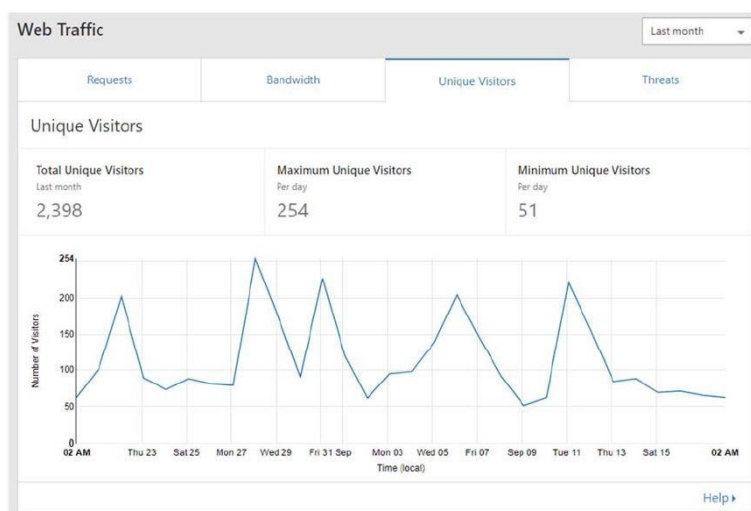 Web Traffic
Last month
Requests Bandwidth Unique Visitors Threats
Unique Visitors
Total Unique Visitors Maximum Unique Visitors Minimum Unique Visitors
Last month Per day Per day
2,398 254 51
254
200
150
100
50
0
Number of Visitors
02 AM Thu 23 Sat 25 Mon 27 Wed 29 Fri 31 Sep Mon 03 Wed 05 Fri 07 Sep 09 Tue 11 Thu 13 Sat 15 02 AM
Time (local)
Help